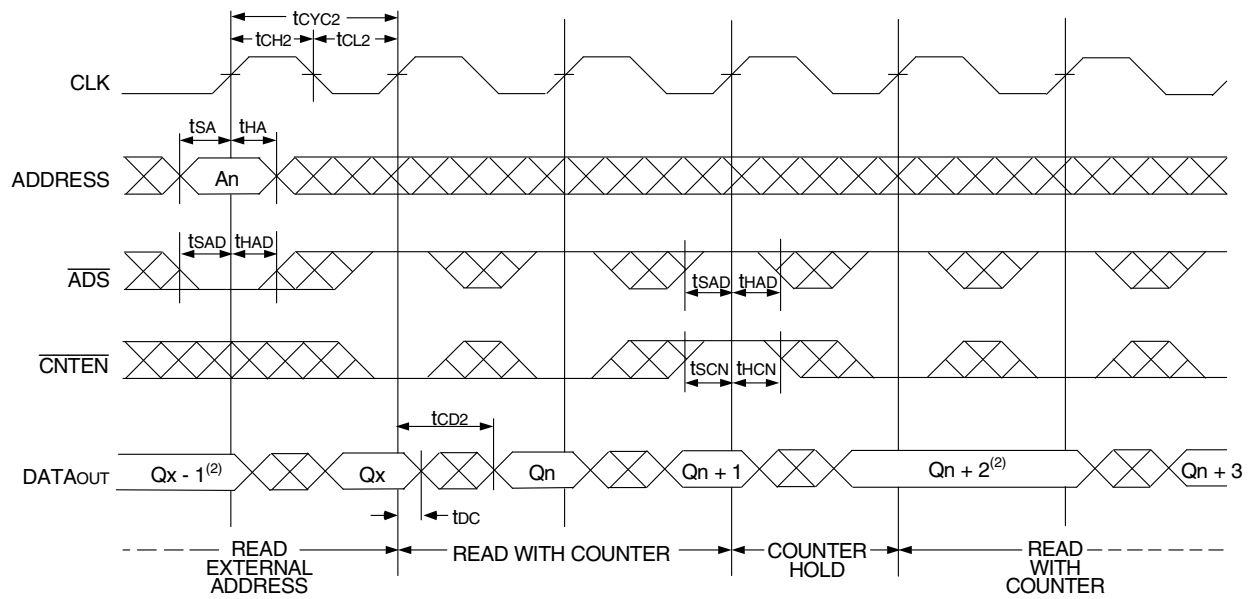 tCYC2
tCH2 tCL2
CLK
tSA tHA
ADDRESS An
tSAD tHAD
ADS tSAD tHAD
CNTEN tSCN tHCN
tCD2
DATAOUT Qx - 1(2) Qx Qn Qn + 1 Qn + 2(2) Qn + 3
tDC
READ EXTERNAL ADDRESS
READ WITH COUNTER
COUNTER HOLD
READ WITH COUNTER